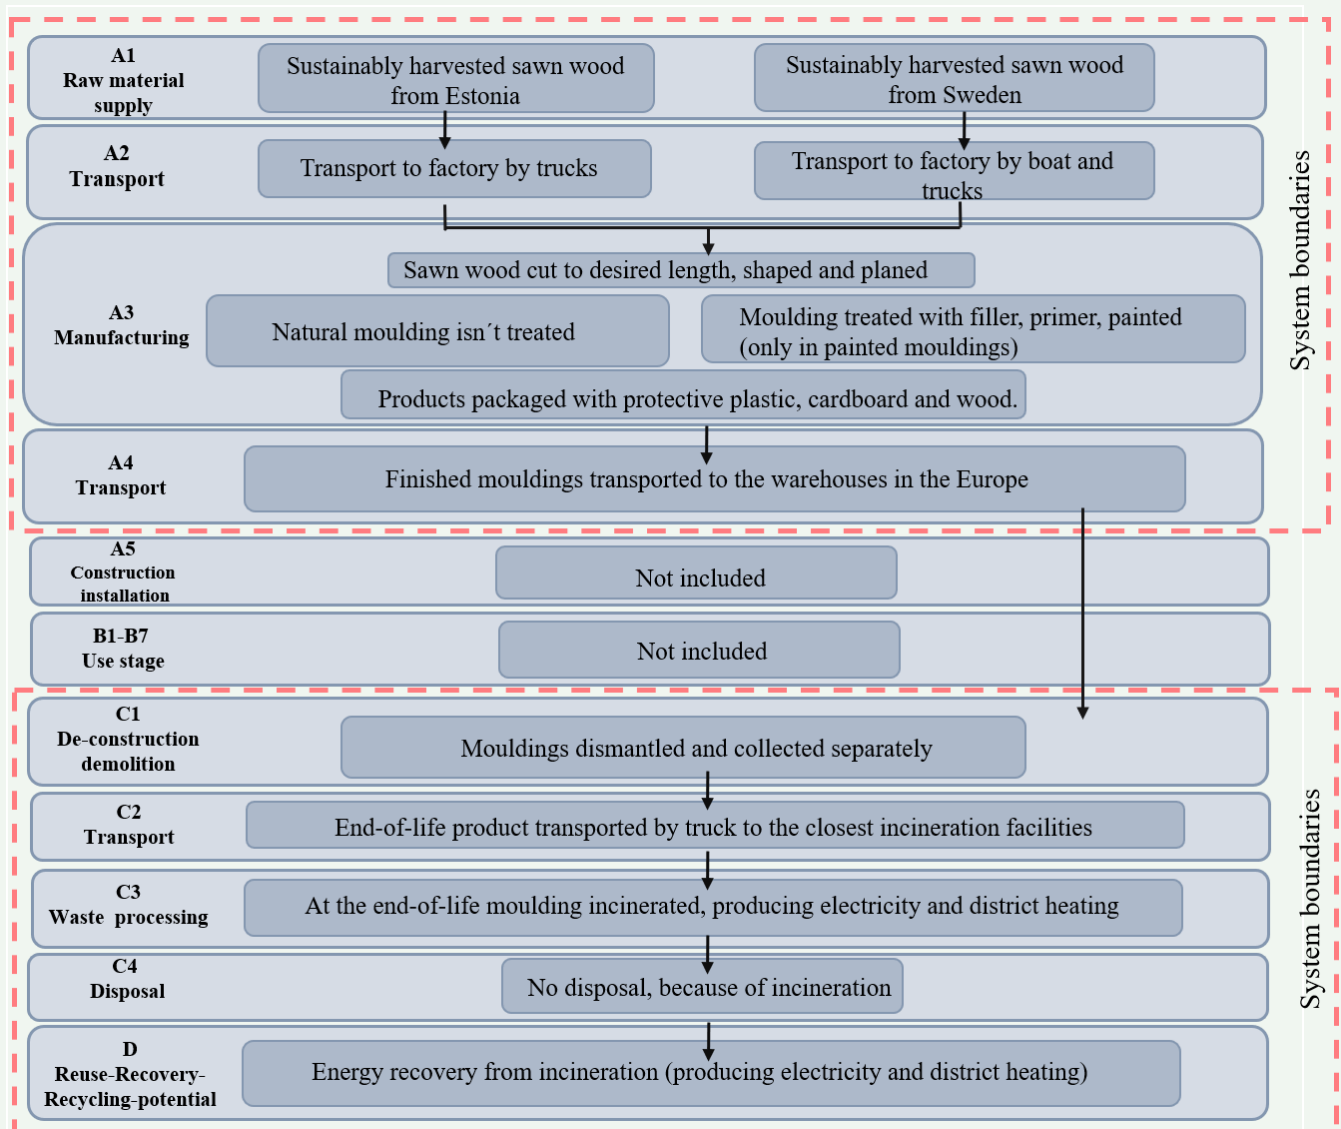 A1
Raw material
supply
Sustainably harvested sawn wood
from Estonia
Sustainably harvested sawn wood
from Sweden
A2
Transport
Transport to factory by trucks
Transport to factory by boat and
trucks
A3
Manufacturing
Sawn wood cut to desired length, shaped and planed
Natural moulding isn´t treated
Moulding treated with filler, primer, painted
(only in painted mouldings)
Products packaged with protective plastic, cardboard and wood.
A4
Transport
Finished mouldings transported to the warehouses in the Europe
System boundaries
A5
Construction
installation
Not included
B1-B7
Use stage
Not included
C1
De-construction
demolition
Mouldings dismantled and collected separately
C2
Transport
End-of-life product transported by truck to the closest incineration facilities
C3
Waste processing
At the end-of-life moulding incinerated, producing electricity and district heating
C4
Disposal
No disposal, because of incineration
D
Reuse-Recovery-
Recycling-potential
Energy recovery from incineration (producing electricity and district heating)
System boundaries